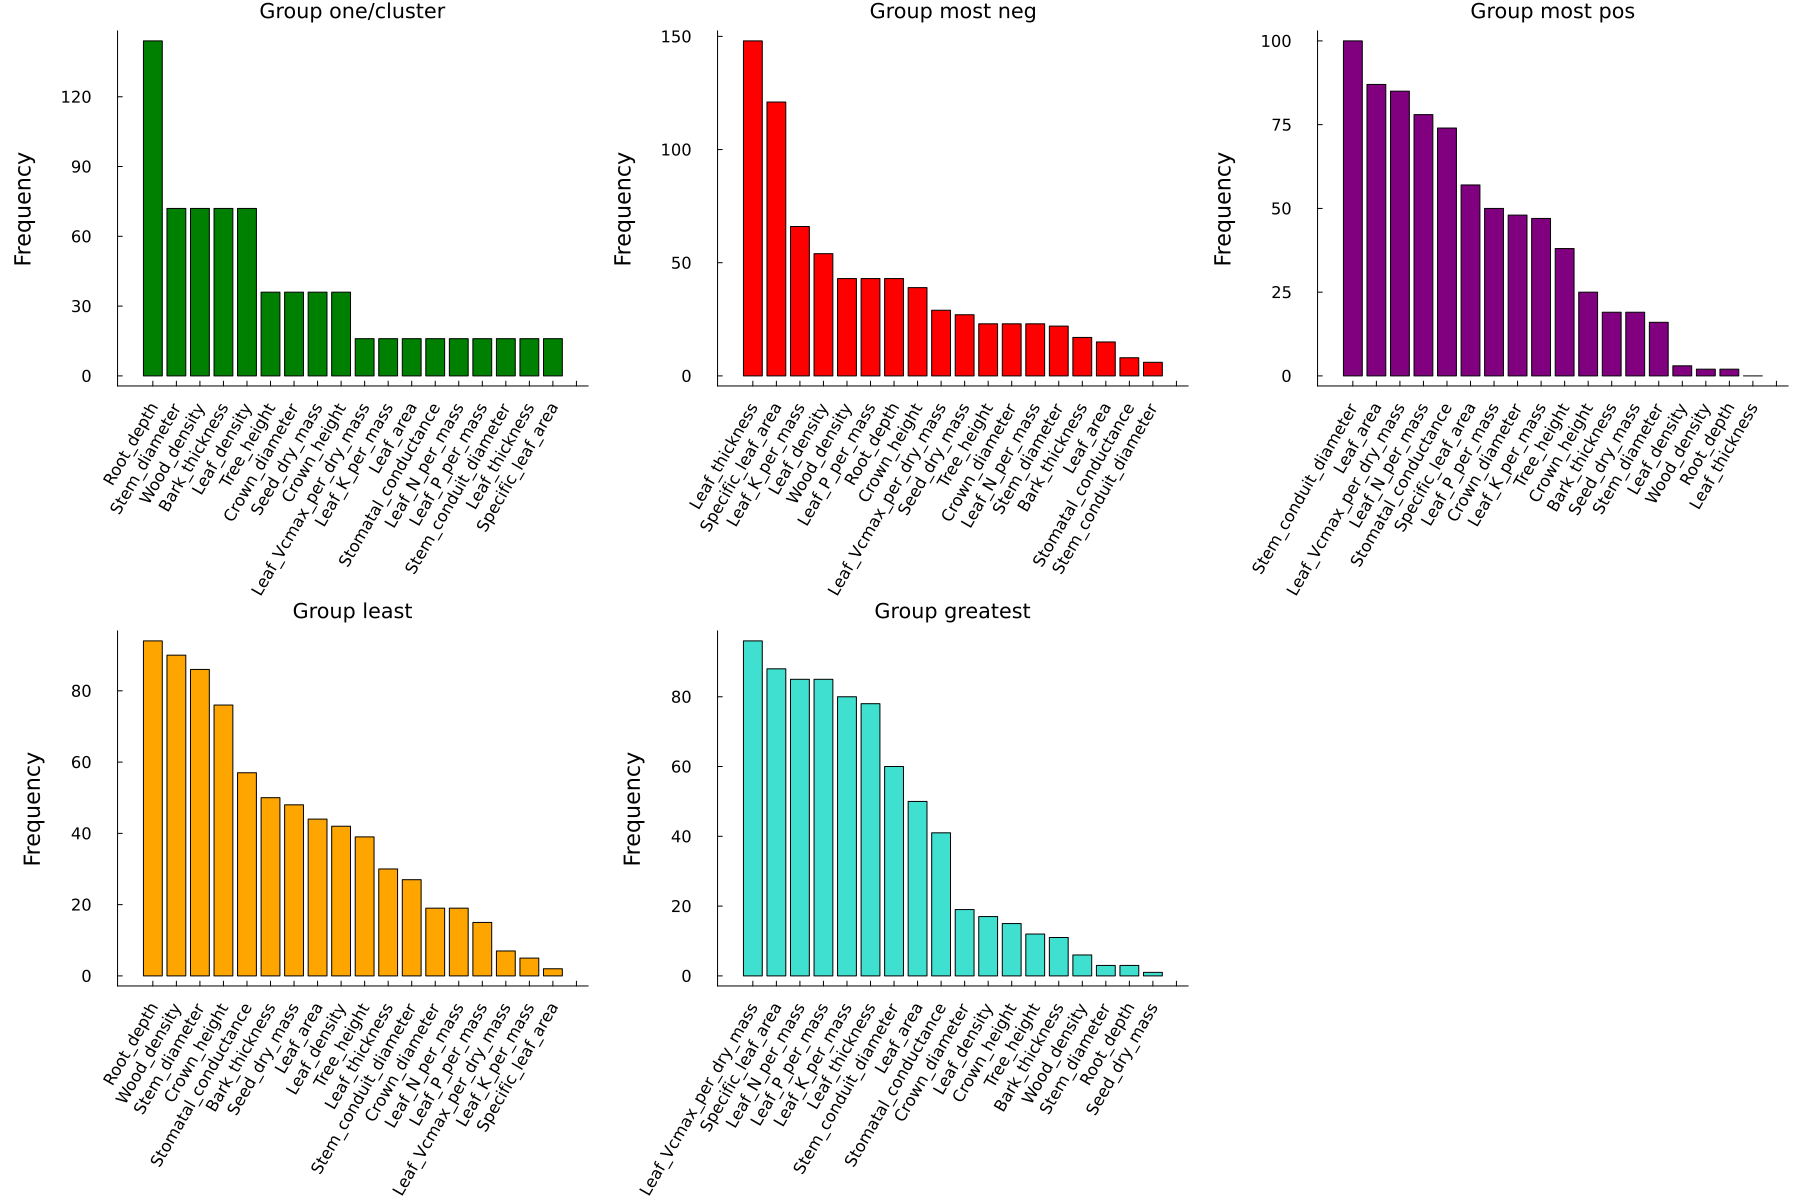 Group one/cluster
Frequency
120
90
60
30
0
Root_depth
Stem_diameter
Wood_density
Bark_thickness
Leaf_density
Tree_height
Crown_diameter
Seed_dry_mass
Crown_height
Leaf_Vcmax_per_dry_mass
Leaf_K_per_mass
Leaf_area
Stomatal_conductance
Leaf_N_per_mass
Leaf_P_per_mass
Stem_conduit_diameter
Leaf_thickness
Specific_leaf_area
Group most neg
Frequency
150
100
50
0
Leaf_thickness
Specific_leaf_area
Leaf_K_per_mass
Leaf_density
Wood_density
Leaf_P_per_mass
Root_depth
Crown_height
Leaf_Vcmax_per_dry_mass
Seed_dry_mass
Tree_height
Crown_diameter
Leaf_N_per_mass
Stem_diameter
Bark_thickness
Leaf_area
Stomatal_conductance
Stem_conduit_diameter
Group most pos
Frequency
100
75
50
25
0
Stem_conduit_diameter
Leaf_area
Leaf_Vcmax_per_dry_mass
Leaf_N_per_mass
Stomatal_conductance
Specific_leaf_area
Leaf_P_per_mass
Crown_diameter
Leaf_K_per_mass
Tree_height
Crown_height
Bark_thickness
Seed_dry_mass
Stem_diameter
Leaf_density
Wood_density
Root_depth
Leaf_thickness
Group least
Frequency
80
60
40
20
0
Root_depth
Wood_density
Stem_diameter
Crown_height
Stomatal_conductance
Bark_thickness
Seed_dry_mass
Leaf_area
Leaf_density
Tree_height
Leaf_thickness
Stem_conduit_diameter
Crown_diameter
Leaf_N_per_mass
Leaf_P_per_mass
Leaf_Vcmax_per_dry_mass
Leaf_K_per_mass
Specific_leaf_area
Group greatest
Frequency
80
60
40
20
0
Leaf_Vcmax_per_dry_mass
Specific_leaf_area
Leaf_N_per_mass
Leaf_P_per_mass
Leaf_K_per_mass
Leaf_thickness
Stem_conduit_diameter
Leaf_area
Stomatal_conductance
Crown_diameter
Leaf_density
Crown_height
Tree_height
Bark_thickness
Wood_density
Stem_diameter
Root_depth
Seed_dry_mass